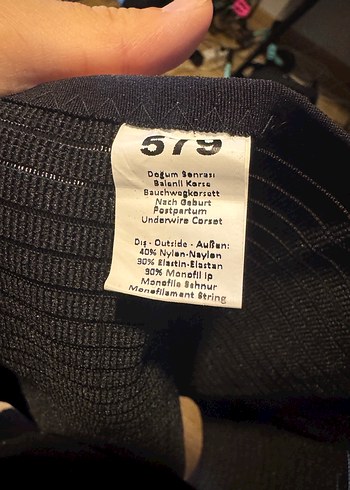 579
Doğum Sonrası
Balenli Korse
Bauchwegkorsett
Nach Geburt
Postpartum
Underwire Corset
Dış - Outside - Außen:
40% Nylon-Naylon
30% Elastin-Elastan
30% Monofil İp
Monofile Schnur
Monofilament String